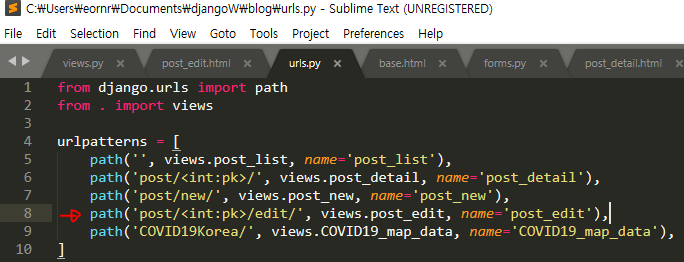 C:₩Users₩eornr₩Documents₩djangoW₩blog₩urls.py - Sublime Text (UNREGISTERED)
File Edit Selection Find View Goto Tools Project Preferences Help
views.py × post_edit.html × urls.py × base.html × forms.py × post_detail.html
1 from django.urls import path
2 from . import views
3
4 urlpatterns = [
5 path('', views.post_list, name='post_list'),
6 path('post/<int:pk>/', views.post_detail, name='post_detail'),
7 path('post/new/', views.post_new, name='post_new'),
8 path('post/<int:pk>/edit/', views.post_edit, name='post_edit'),
9 path('COVID19Korea/', views.COVID19_map_data, name='COVID19_map_data'),
10 ]